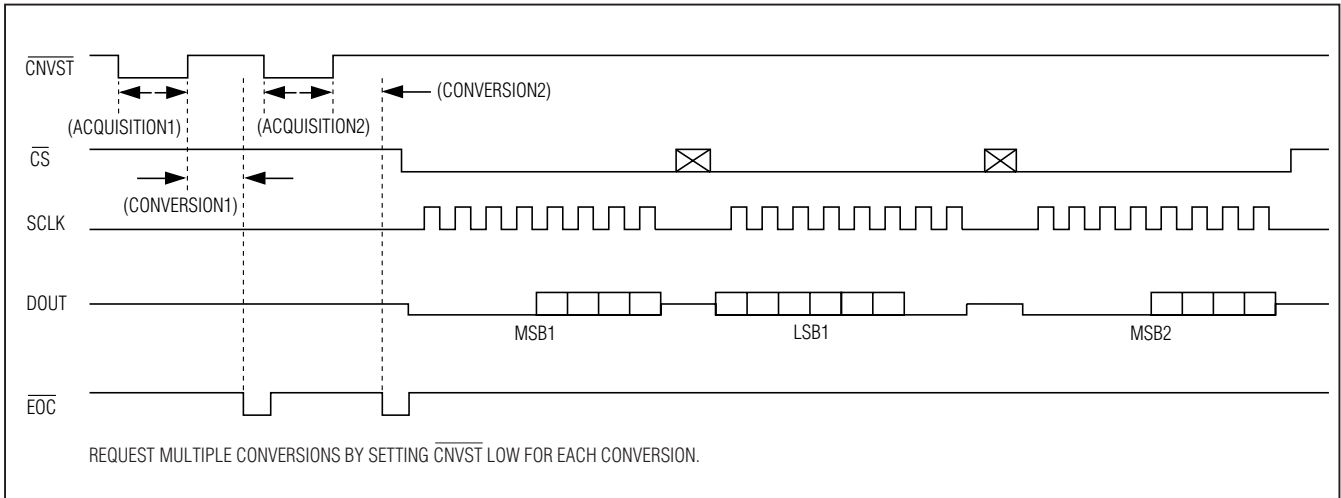 CNVST
(CONVERSION2)
(ACQUISITION1)
(ACQUISITION2)
CS
(CONVERSION1)
SCLK
DOUT
MSB1
LSB1
MSB2
EOC
REQUEST MULTIPLE CONVERSIONS BY SETTING CNVST LOW FOR EACH CONVERSION.